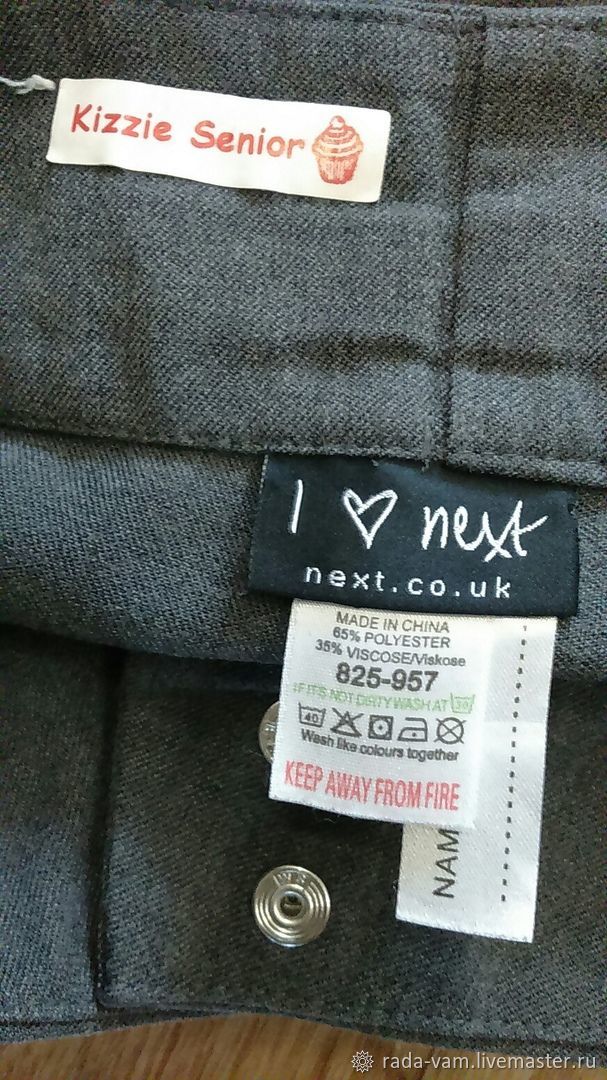 Kizzie Senior
I ♡ next
next.co.uk
MADE IN CHINA
65% POLYESTER
35% VISCOSE/Viskose
825-957
IF IT'S NOT DIRTY WASH AT 30
40
Wash like colours together
KEEP AWAY FROM FIRE
NAM
rada-vam.livemaster.ru